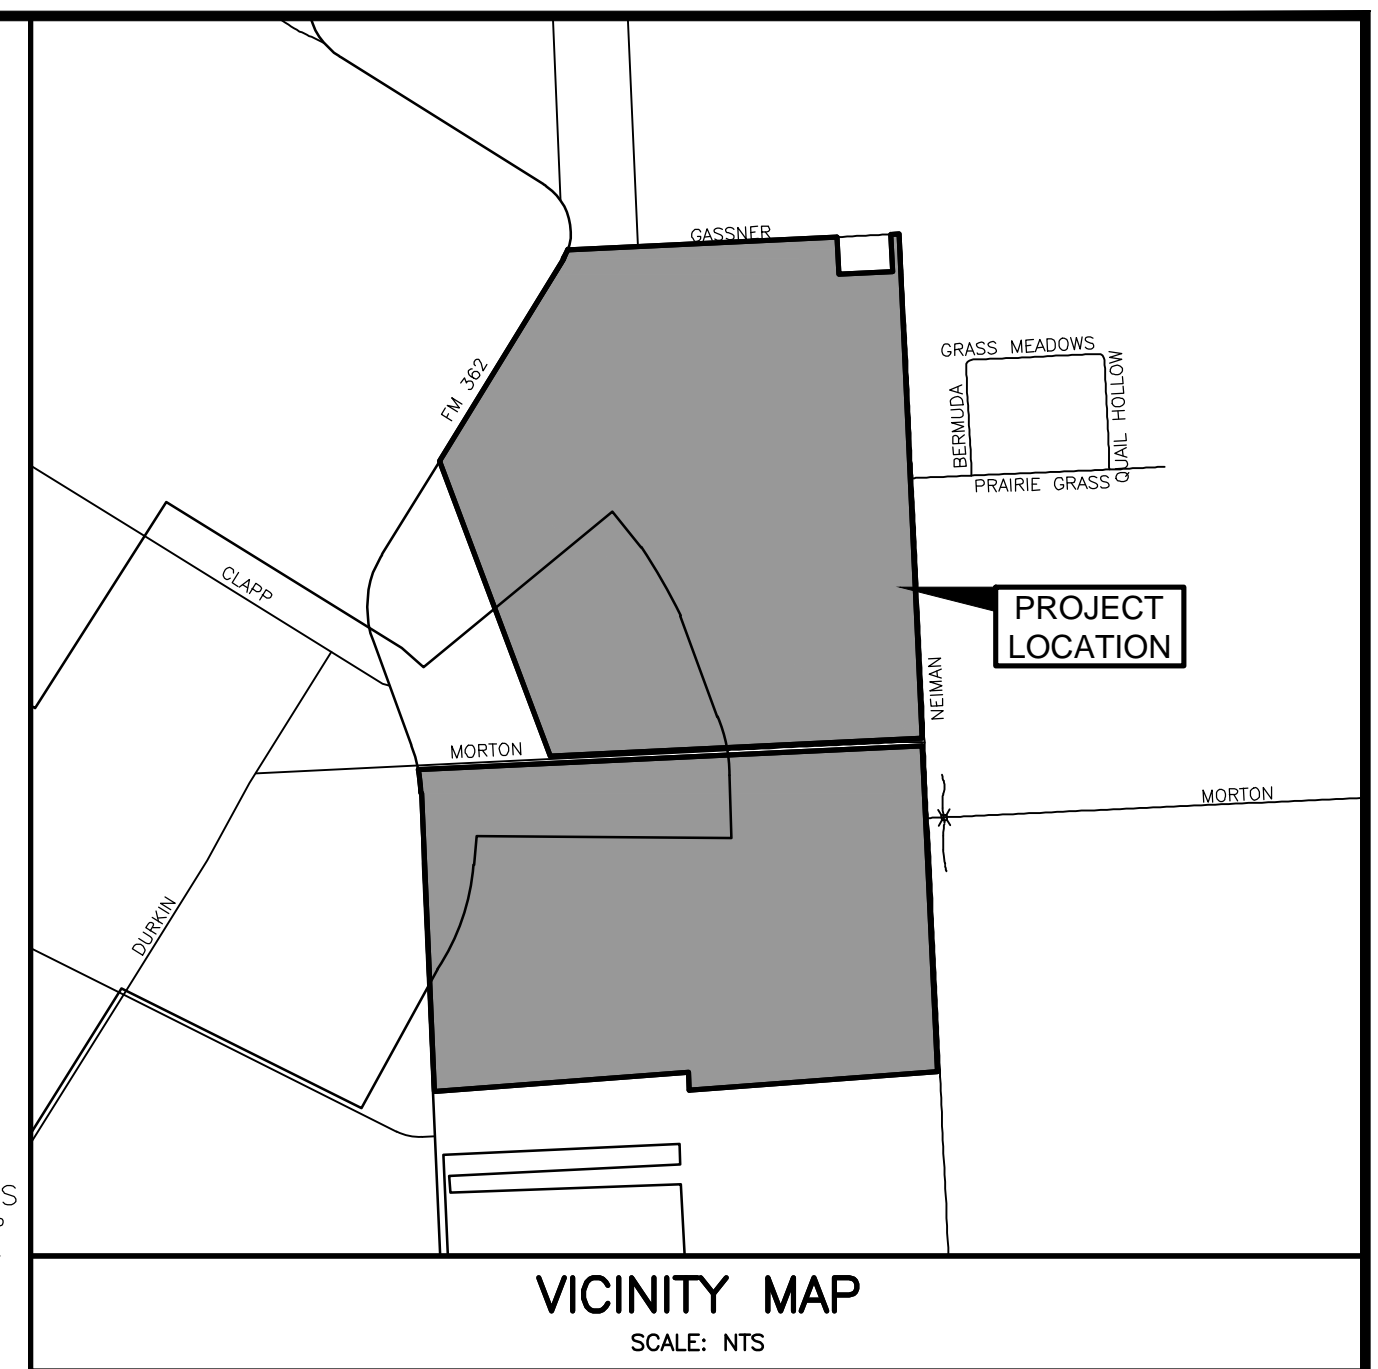 GASSNER
GRASS MEADOWS
FM 362
BERMUDA
QUAIL HOLLOW
PRAIRIE GRASS
CLAPP
PROJECT
LOCATION
NEIMAN
MORTON
MORTON
DURKIN
S
VICINITY MAP
SCALE: NTS